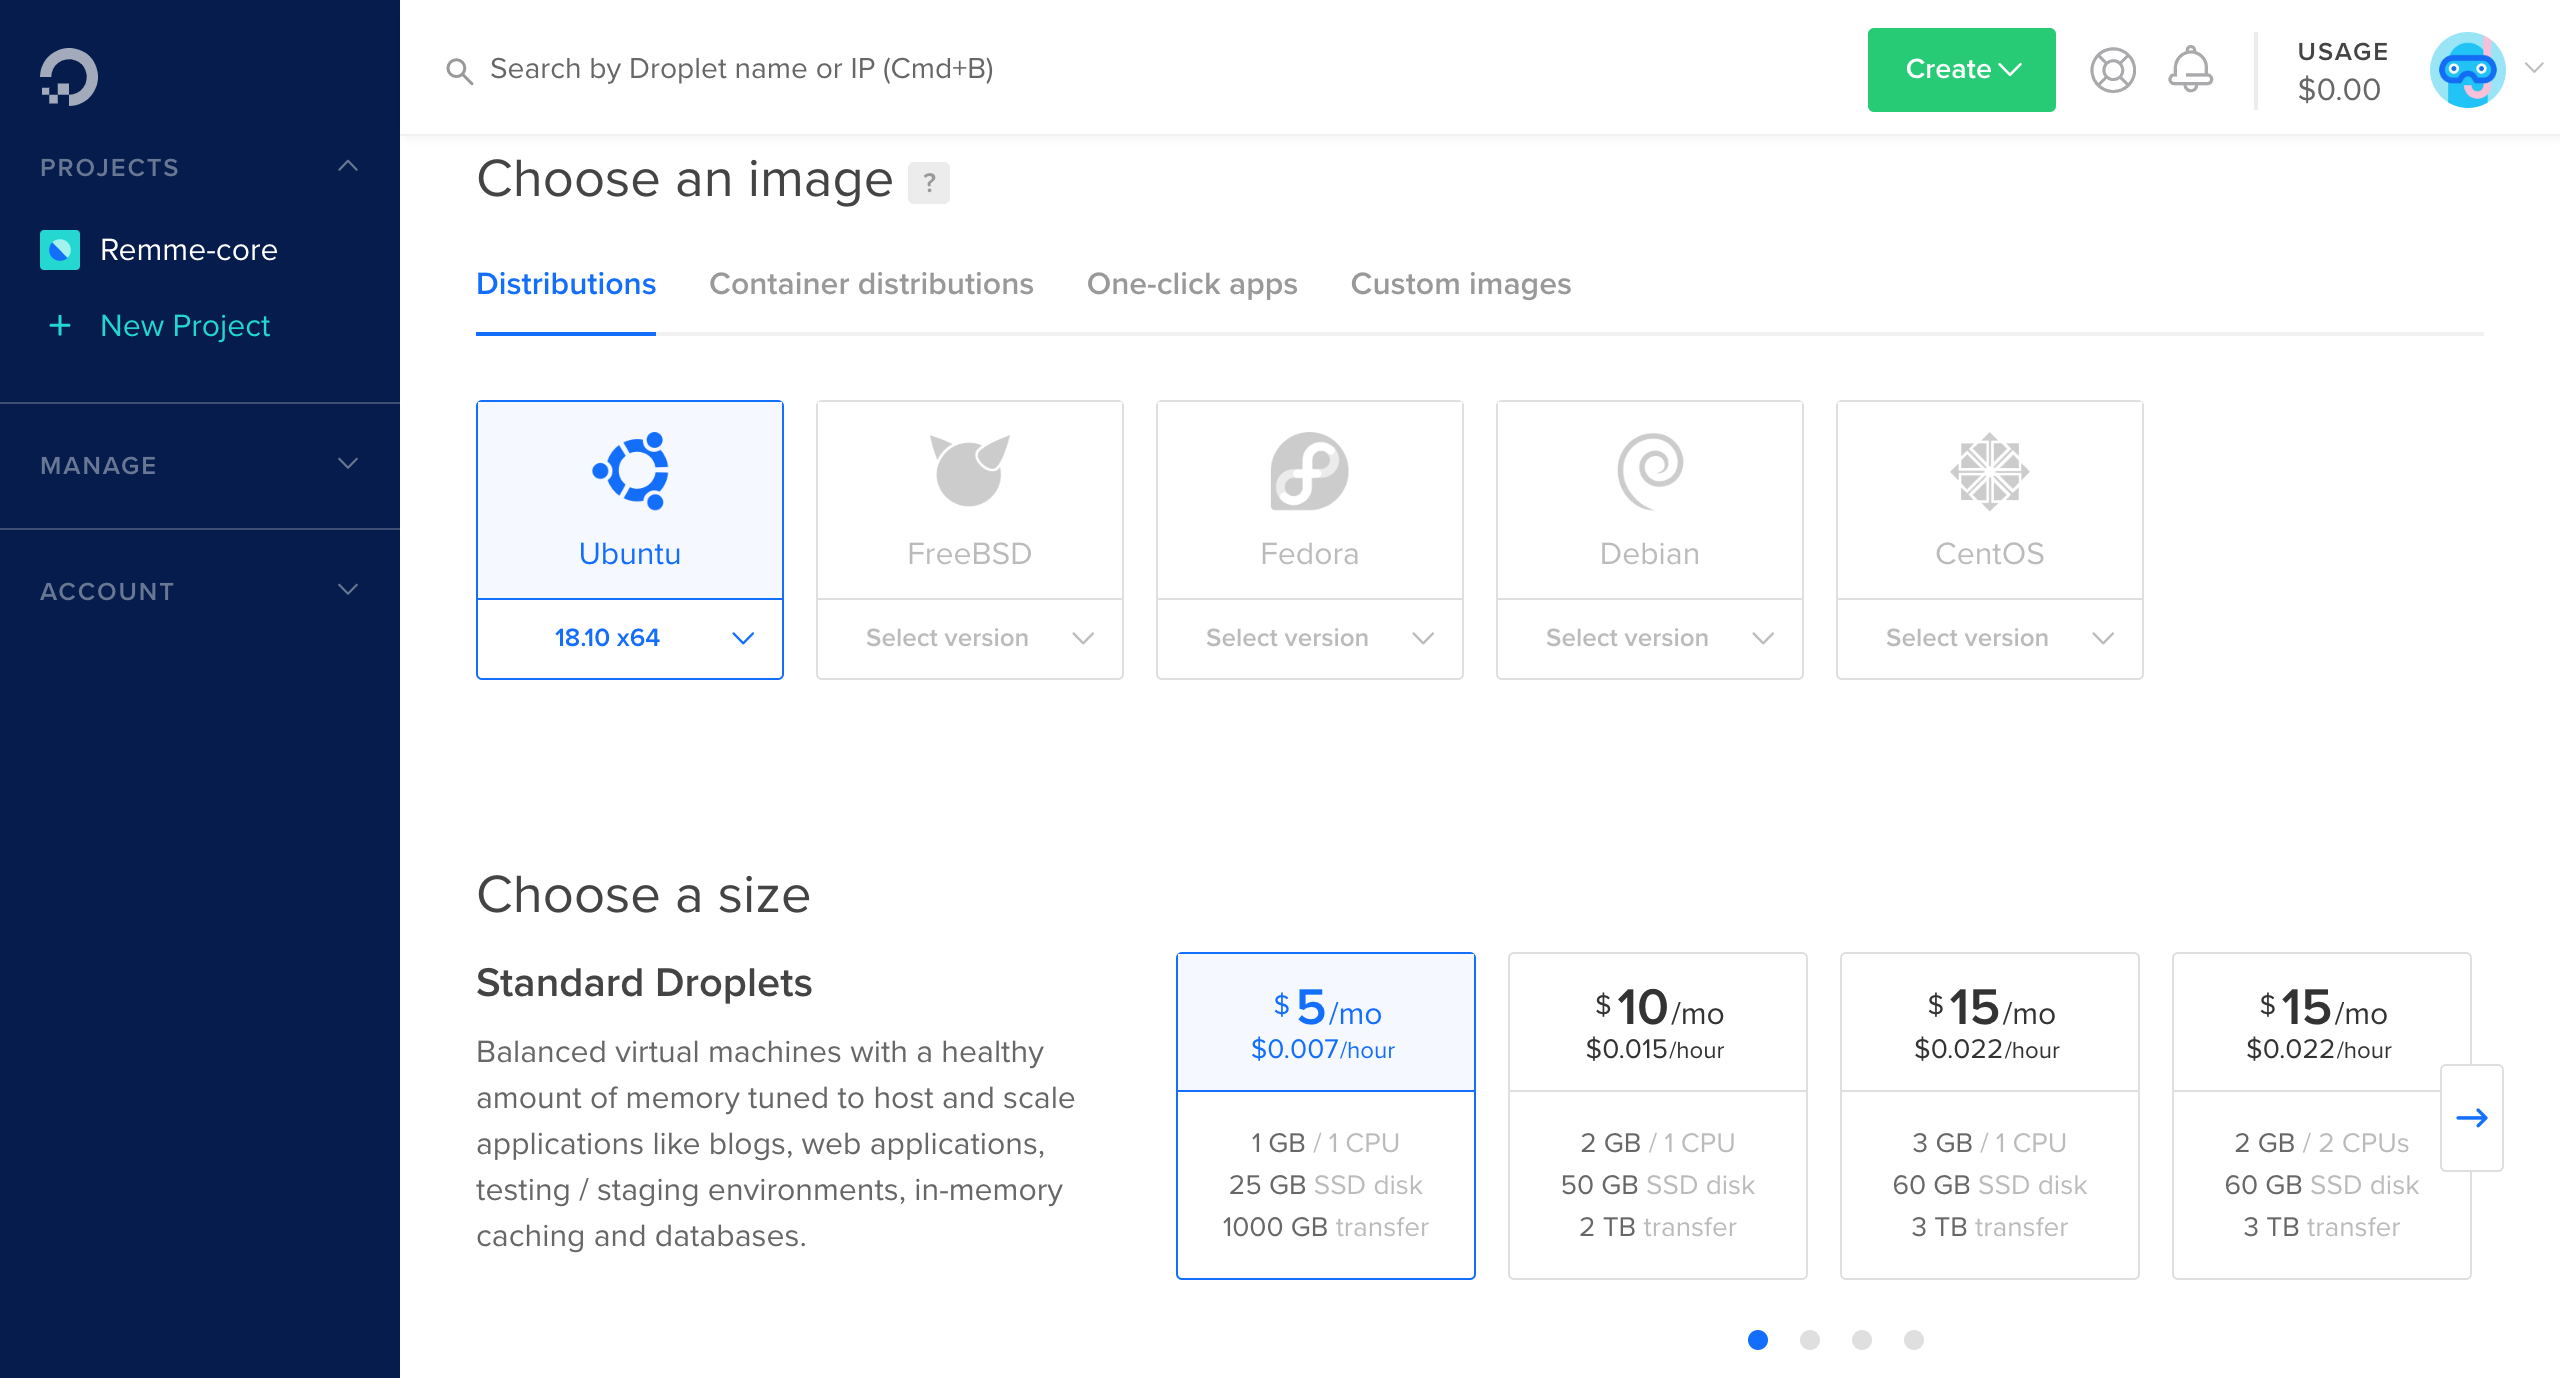 Search by Droplet name or IP (Cmd+B)
Create
USAGE
$0.00
PROJECTS
Remme-core
+ New Project
MANAGE
ACCOUNT
Choose an image ?
Distributions Container distributions One-click apps Custom images
Ubuntu FreeBSD Fedora Debian CentOS
18.10 x64 Select version Select version Select version Select version
Choose a size
Standard Droplets
Balanced virtual machines with a healthy
amount of memory tuned to host and scale
applications like blogs, web applications,
testing / staging environments, in-memory
caching and databases.
$ 5/mo
$0.007/hour
1 GB / 1 CPU
25 GB SSD disk
1000 GB transfer
$ 10/mo
$0.015/hour
2 GB / 1 CPU
50 GB SSD disk
2 TB transfer
$ 15/mo
$0.022/hour
3 GB / 1 CPU
60 GB SSD disk
3 TB transfer
$ 15/mo
$0.022/hour
2 GB / 2 CPUs
60 GB SSD disk
3 TB transfer